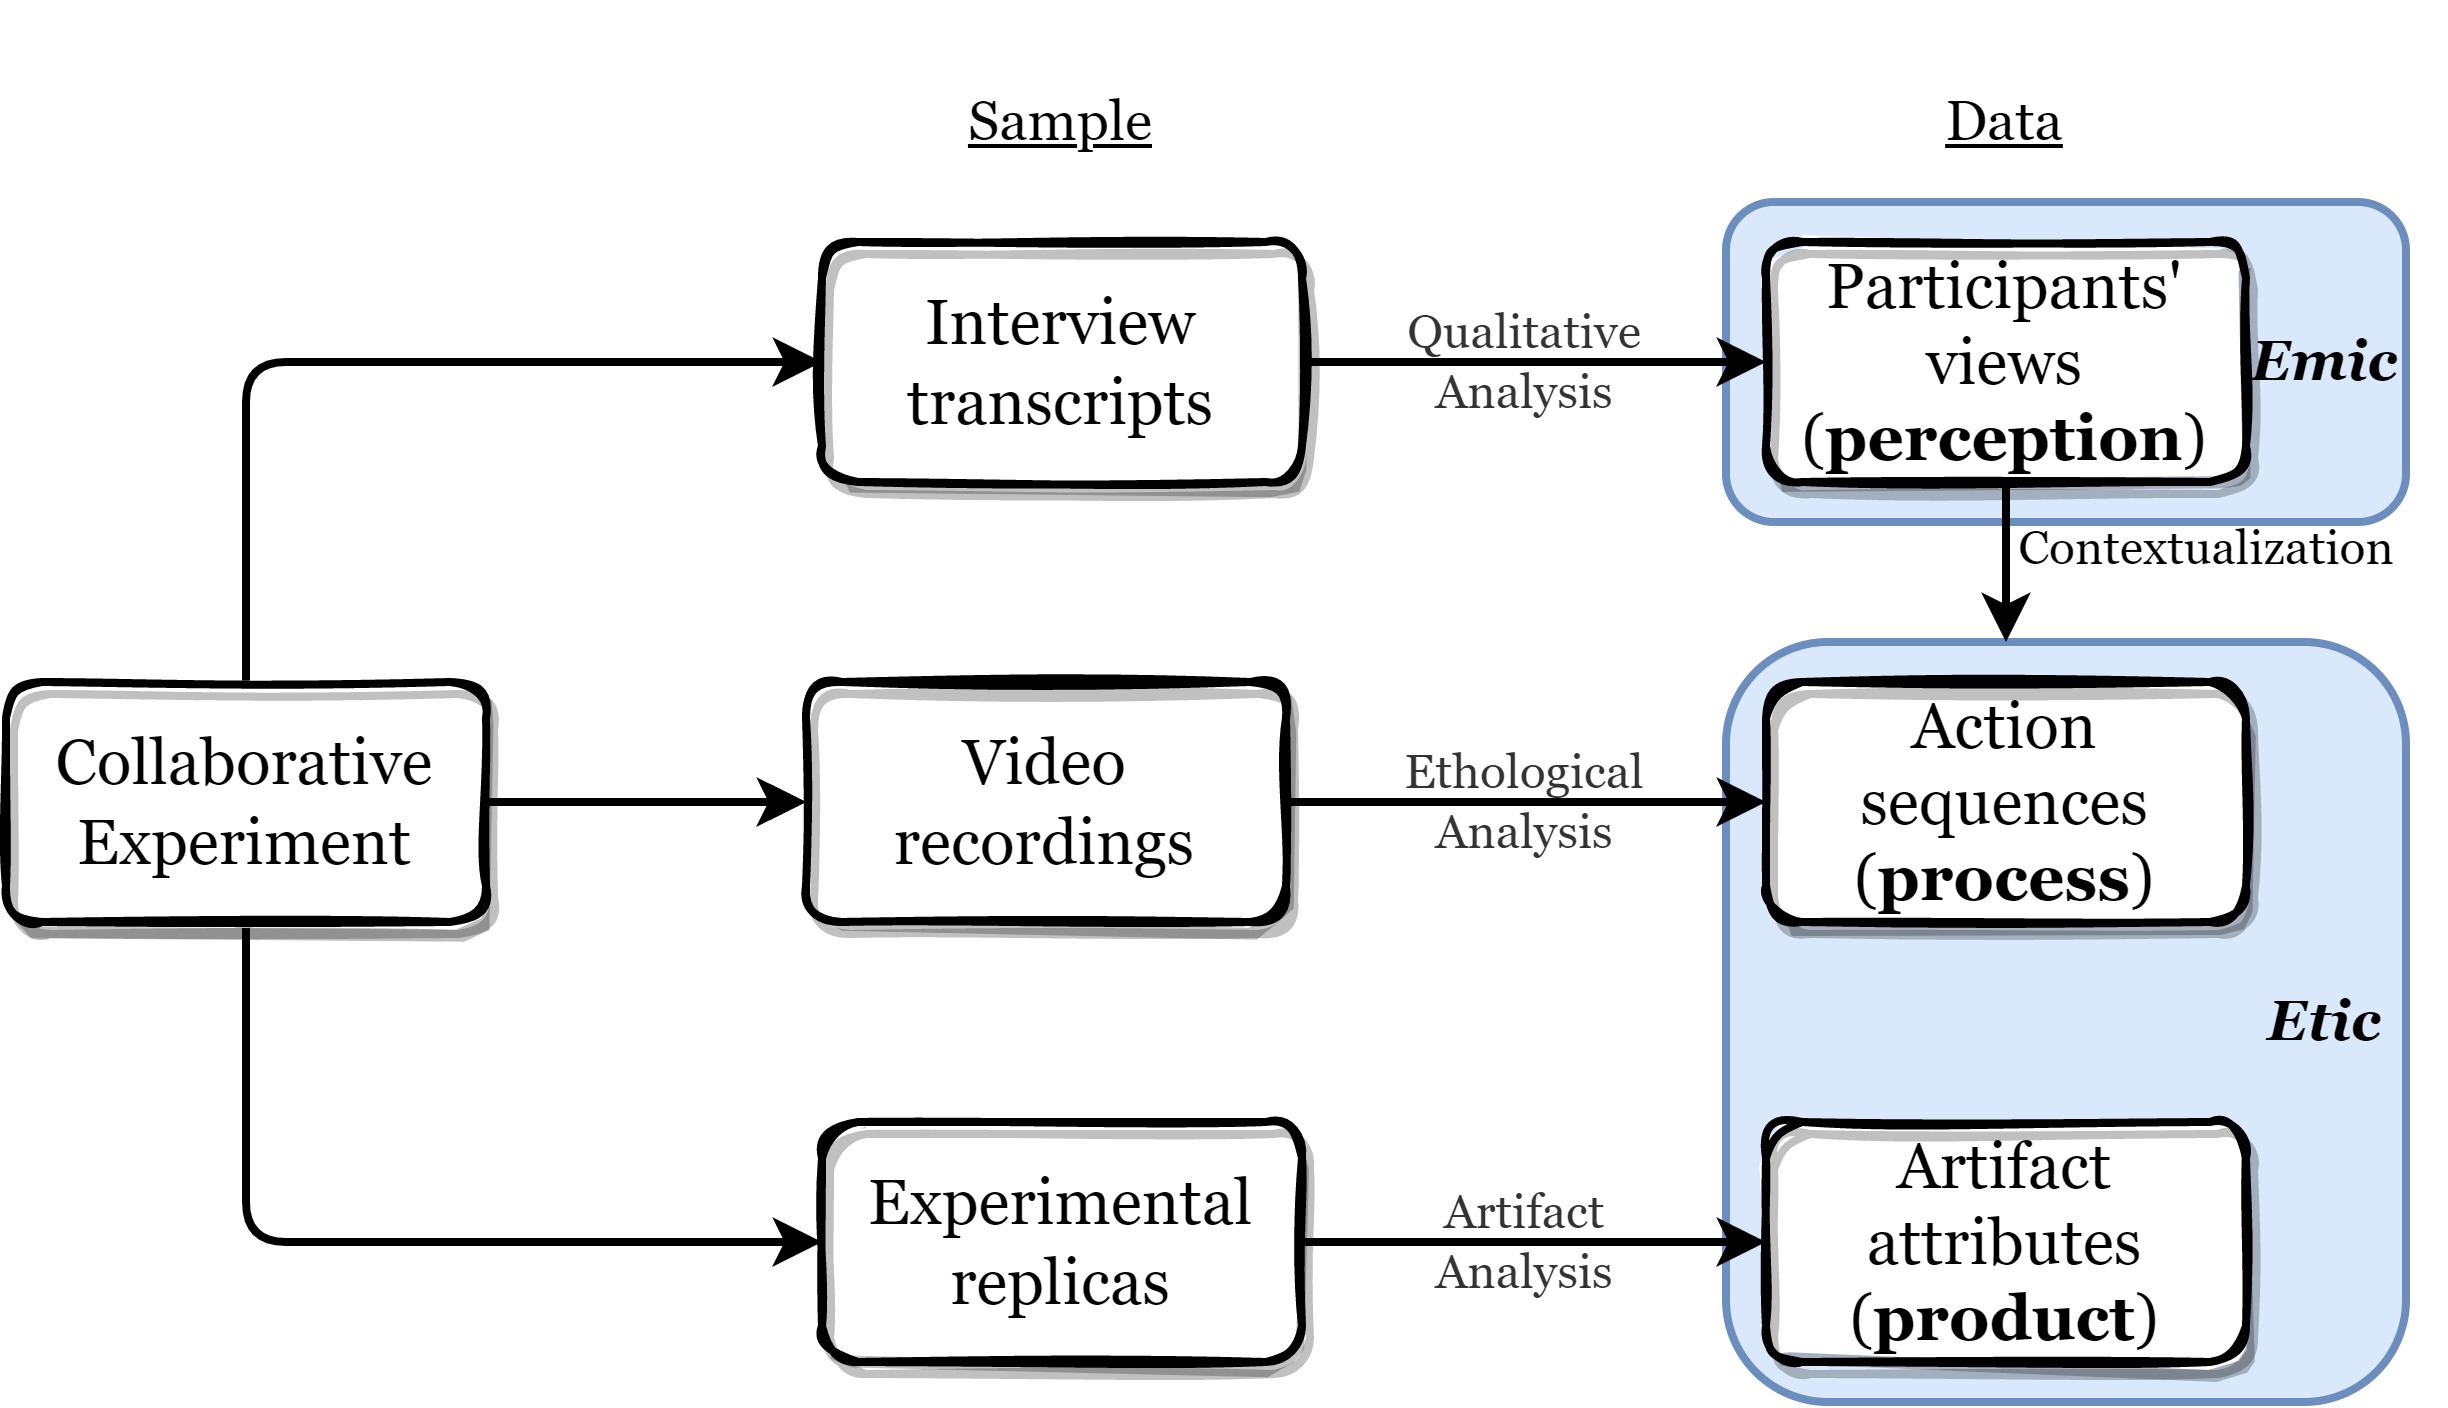 Sample
Data
Interview
transcripts
Qualitative
Analysis
Participants'
views
(perception)
Emic
Contextualization
Collaborative
Experiment
Video
recordings
Ethological
Analysis
Action
sequences
(process)
Etic
Experimental
replicas
Artifact
Analysis
Artifact
attributes
(product)